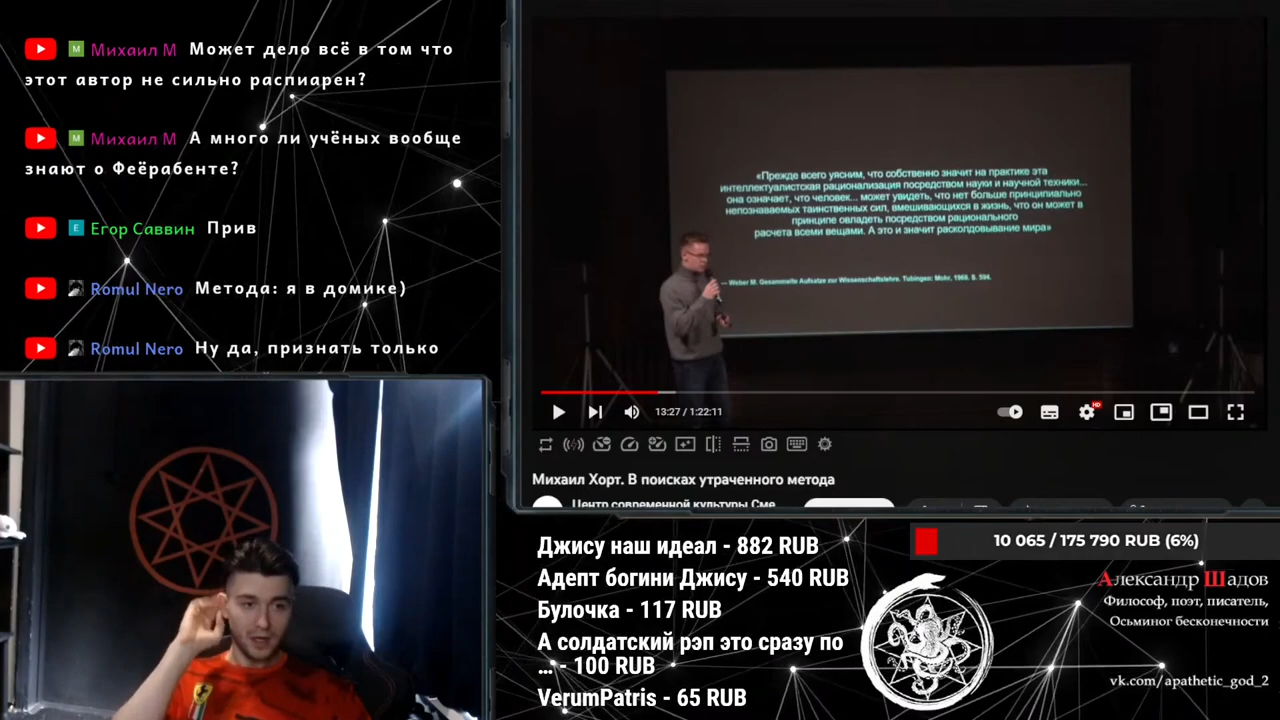 Михаил М Может дело всё в том что
этот автор не сильно распиарен?
Михаил М А много ли учёных вообще
знают о Феёрабенте?
Егор Саввин Прив
Romul Nero Метода: я в домике)
Romul Nero Ну да, признать только
«Прежде всего уясним, что собственно значит на практике эта
интеллектуалистская рационализация посредством науки и научной техники...
она означает, что человек... может увидеть, что нет больше принципиально
непознаваемых таинственных сил, вмешивающихся в жизнь, что он может в
принципе овладеть посредством рационального
расчета всеми вещами. А это и значит расколдовывание мира»
— Weber M. Gesammelte Aufsatze zur Wissenschaftslehre. Tubingen: Mohr, 1968. S. 594.
13:27 / 1:22:11
HD
Михаил Хорт. В поисках утраченного метода
Центр современной культуры Сме
Джису наш идеал - 882 RUB
Адепт богини Джису - 540 RUB
Булочка - 117 RUB
А солдатский рэп это сразу по
... - 100 RUB
VerumPatris - 65 RUB
10 065 / 175 790 RUB (6%)
Александр Шадов
Философ, поэт, писатель,
Осьминог бесконечности
vk.com/apathetic_god_2